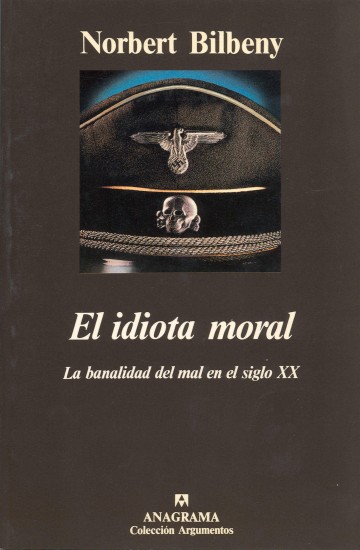 Norbert Bilbeny
El idiota moral
La banalidad del mal en el siglo XX
ANAGRAMA
Colección Argumentos